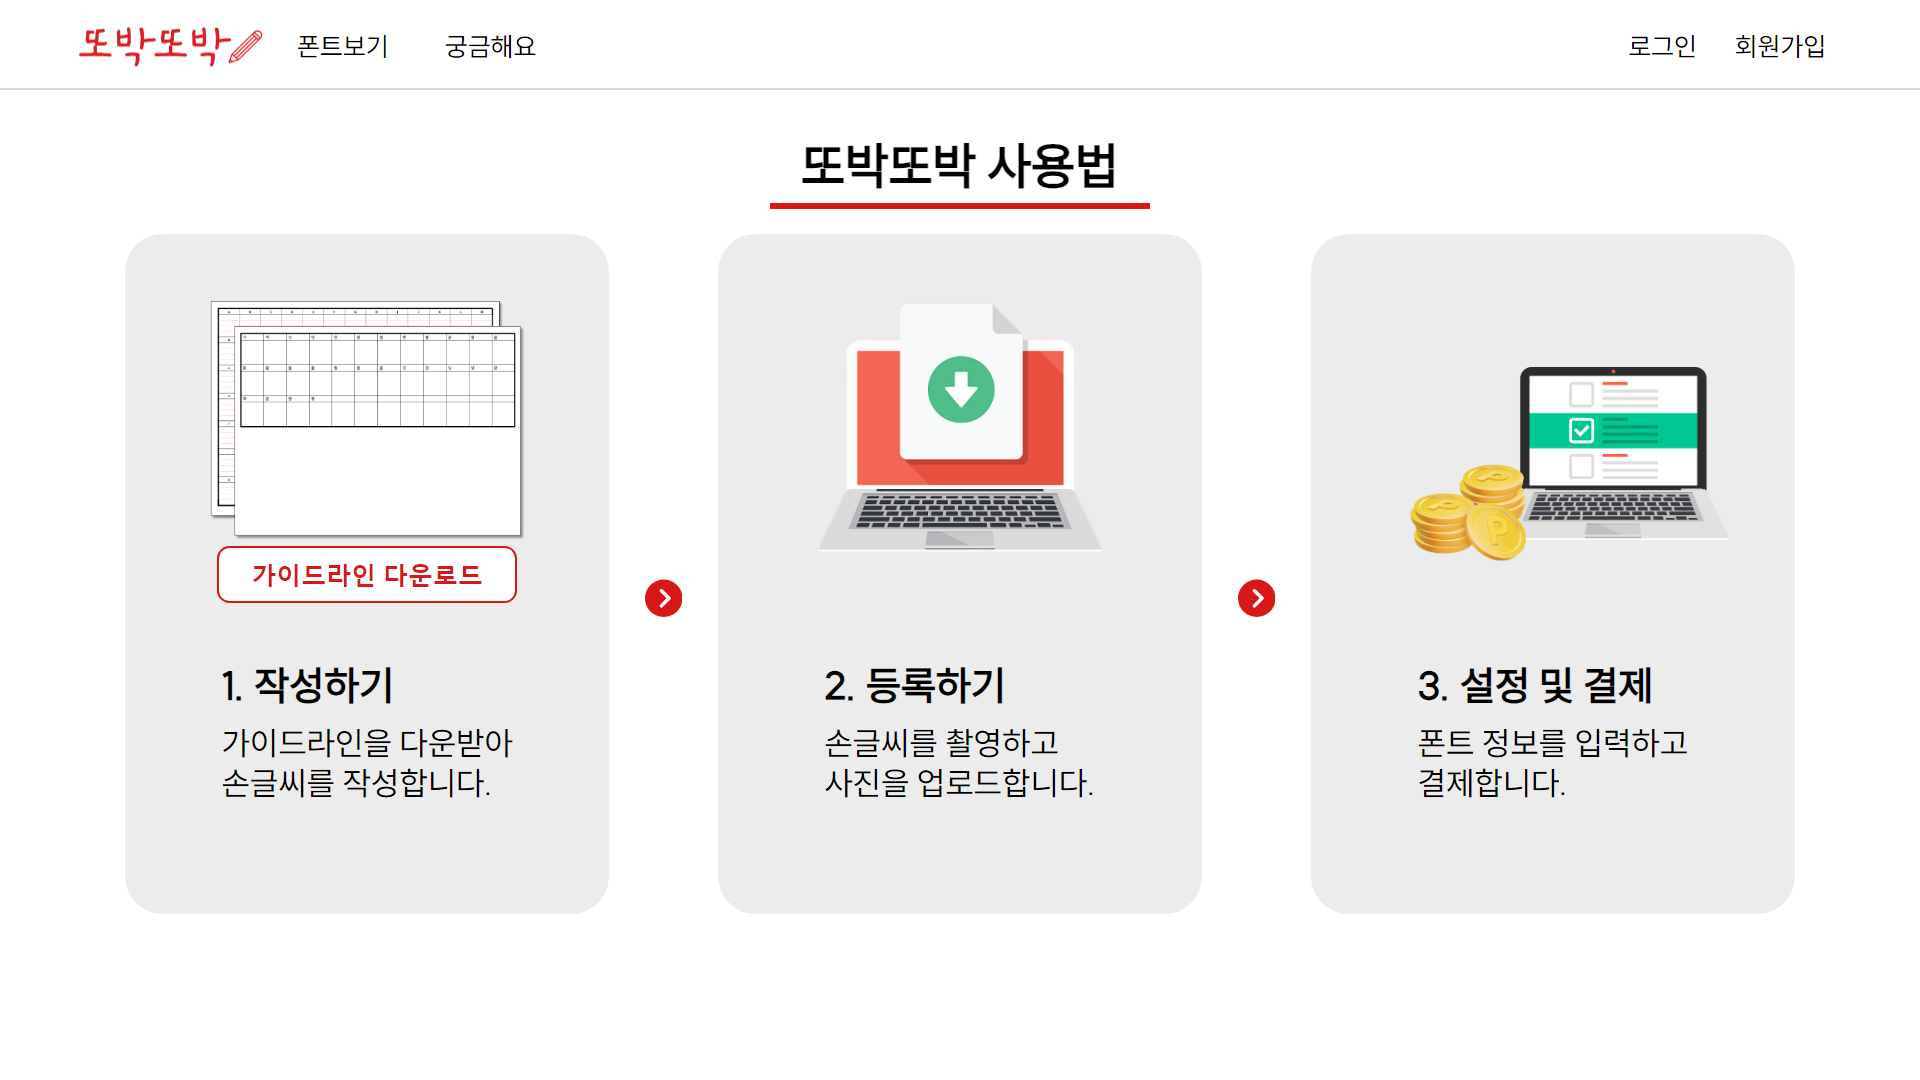 또박또박
폰트보기
궁금해요
로그인
회원가입
또박또박 사용법
가이드라인 다운로드
1. 작성하기
가이드라인을 다운받아
손글씨를 작성합니다.
2. 등록하기
손글씨를 촬영하고
사진을 업로드합니다.
3. 설정 및 결제
폰트 정보를 입력하고
결제합니다.
P